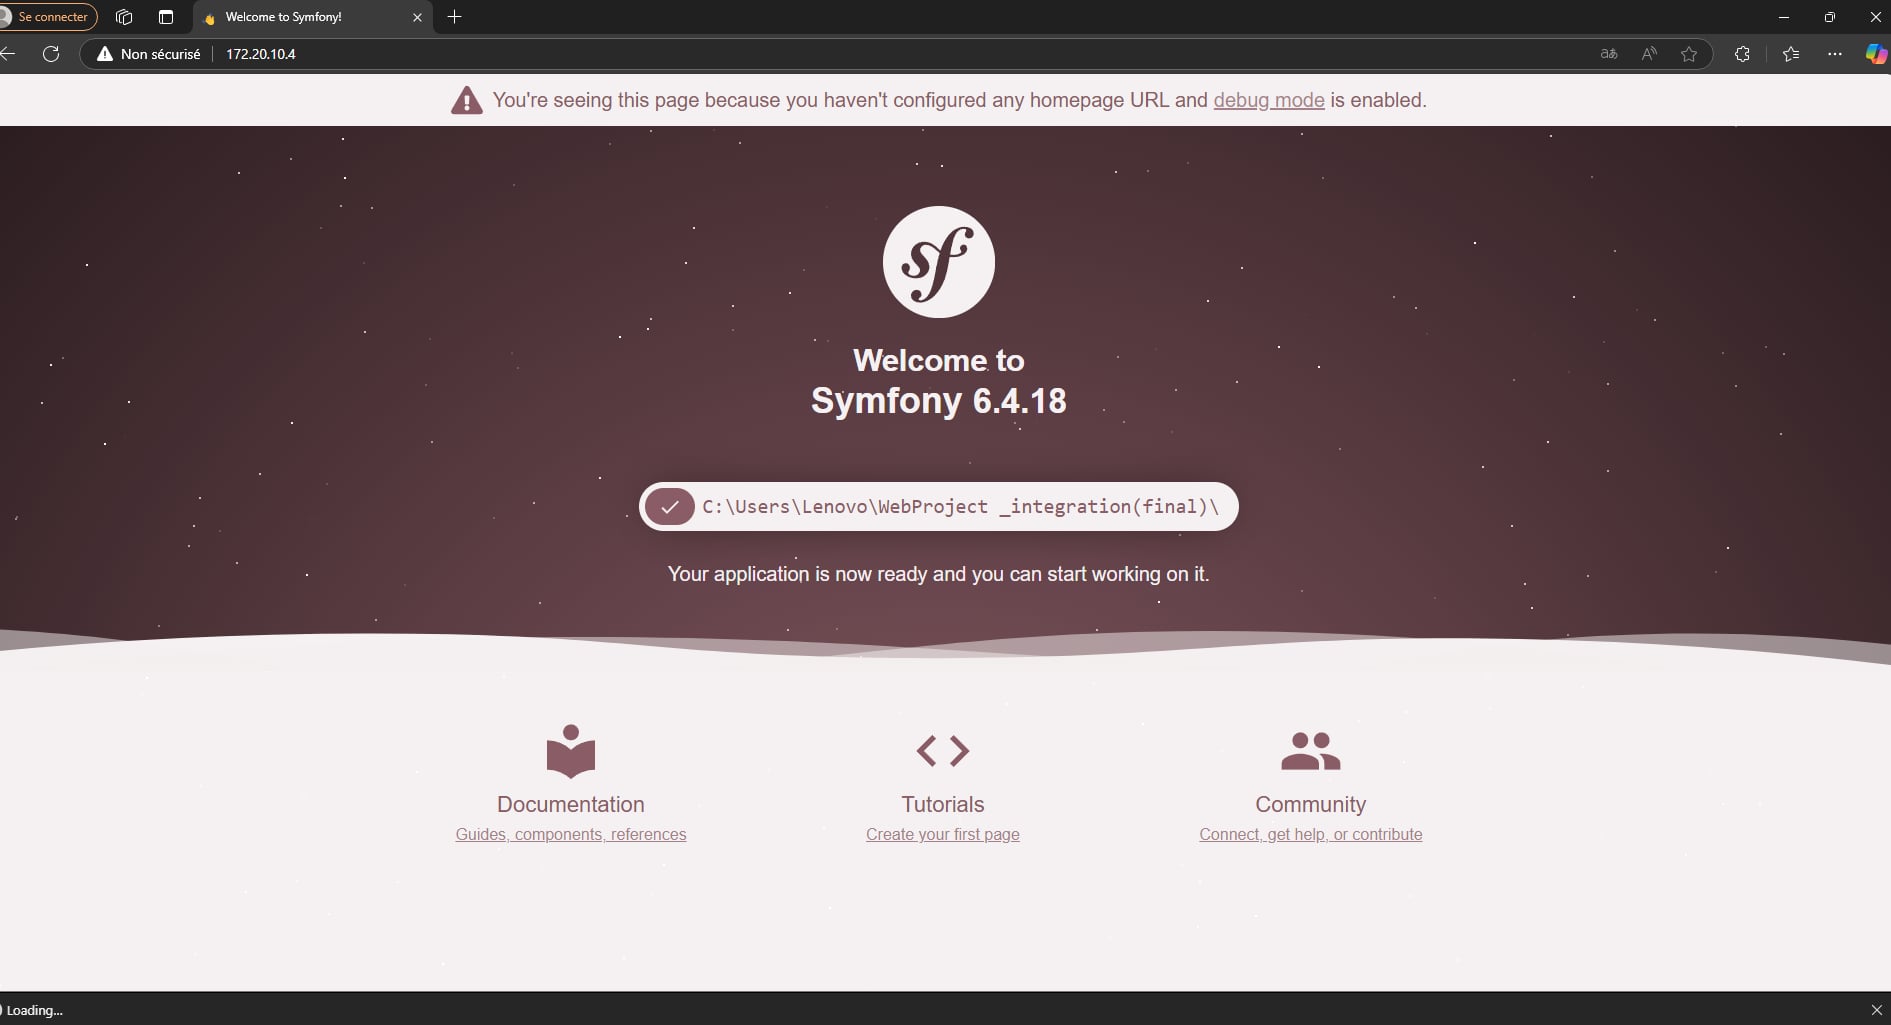 Se connecter
Welcome to Symfony!
Non sécurisé
172.20.10.4
You're seeing this page because you haven't configured any homepage URL and debug mode is enabled.
sf
Welcome to
Symfony 6.4.18
C:\Users\Lenovo\WebProject _integration(final)\
Your application is now ready and you can start working on it.
Documentation
Guides, components, references
Tutorials
Create your first page
Community
Connect, get help, or contribute
Loading...